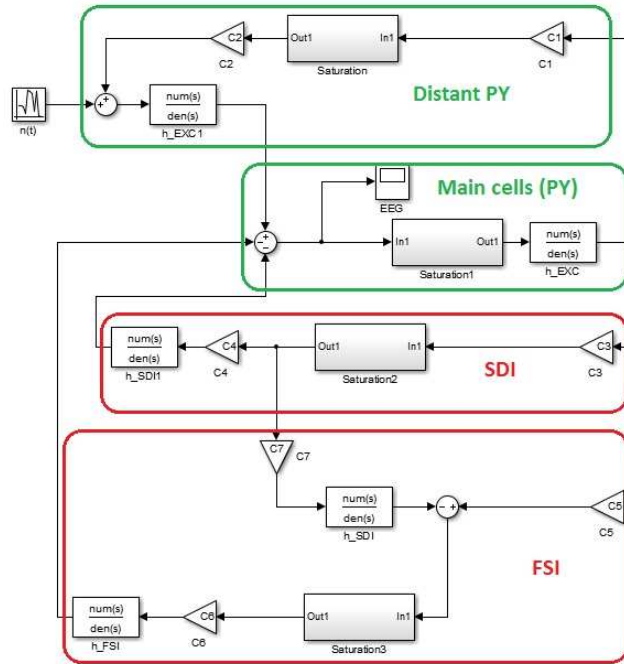 C2
C2
Out1
In1
Saturation
C1
C1
Distant PY
n(t)
++
num(s)
den(s)
h_EXC1
Main cells (PY)
EEG
+
-
-
In1
Out1
Saturation1
num(s)
den(s)
h_EXC
num(s)
den(s)
h_SDI1
C4
C4
Out1
In1
Saturation2
SDI
C3
C3
C7
C7
num(s)
den(s)
h_SDI
- +
C5
C5
FSI
num(s)
den(s)
h_FSI
C6
C6
Out1
In1
Saturation3